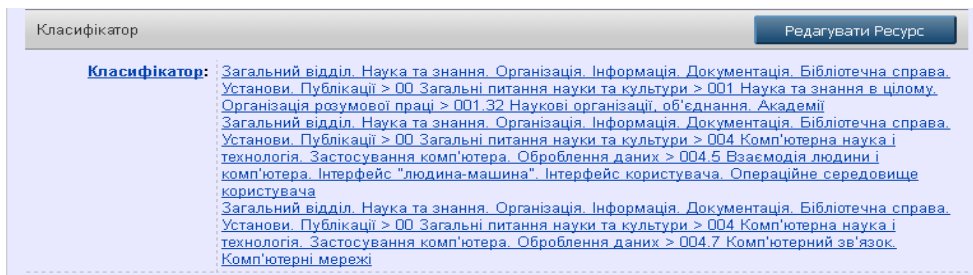 Класифікатор
Редагувати Ресурс
Класифікатор: Загальний відділ. Наука та знання. Організація. Інформація. Документація. Бібліотечна справа.
Установи. Публікації > 00 Загальні питання науки та культури > 001 Наука та знання в цілому.
Організація розумової праці > 001.32 Наукові організації, об'єднання. Академії
Загальний відділ. Наука та знання. Організація. Інформація. Документація. Бібліотечна справа.
Установи. Публікації > 00 Загальні питання науки та культури > 004 Комп'ютерна наука і
технологія. Застосування комп'ютера. Оброблення даних > 004.5 Взаємодія людини і
комп'ютера. Інтерфейс "людина-машина". Інтерфейс користувача. Операційне середовище
користувача
Загальний відділ. Наука та знання. Організація. Інформація. Документація. Бібліотечна справа.
Установи. Публікації > 00 Загальні питання науки та культури > 004 Комп'ютерна наука і
технологія. Застосування комп'ютера. Оброблення даних > 004.7 Комп'ютерний зв'язок.
Комп'ютерні мережі